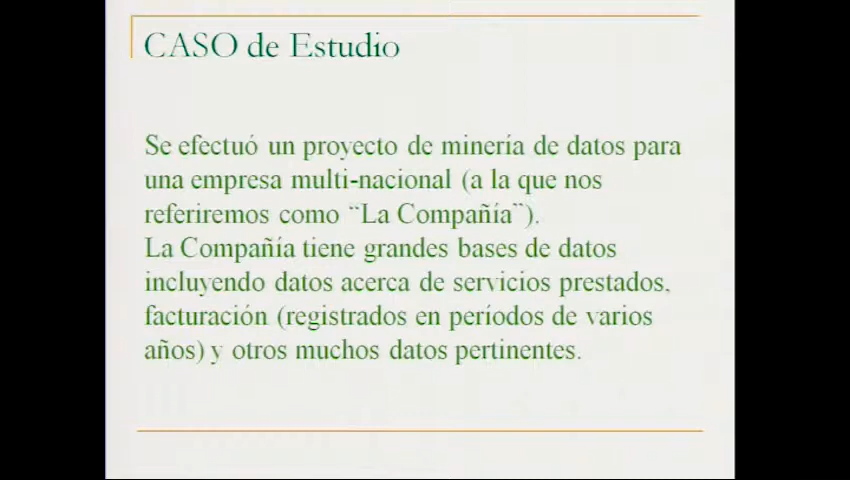 CASO de Estudio
Se efectuó un proyecto de minería de datos para
una empresa multi-nacional (a la que nos
referiremos como “La Compañía”).
La Compañía tiene grandes bases de datos
incluyendo datos acerca de servicios prestados,
facturación (registrados en períodos de varios
años) y otros muchos datos pertinentes.